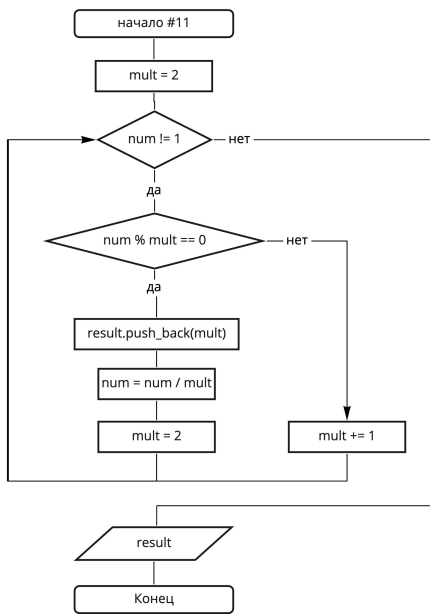 начало #11
mult = 2
num != 1
нет
да
num % mult == 0
нет
да
result.push_back(mult)
num = num / mult
mult = 2
mult += 1
result
Конец